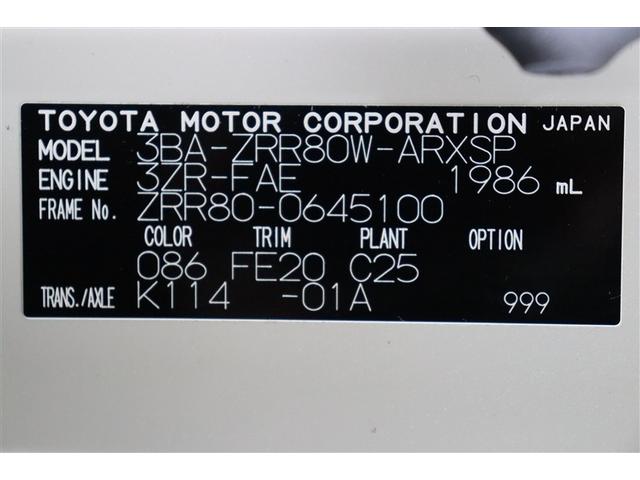 TOYOTA MOTOR CORPORATION JAPAN
MODEL 3BA-ZRR80W-ARXSP
ENGINE 3ZR-FAE 1986 mL
FRAME No. ZRR80-0645100
COLOR TRIM PLANT OPTION
086 FE20 C25
TRANS./AXLE K114 -01A 999